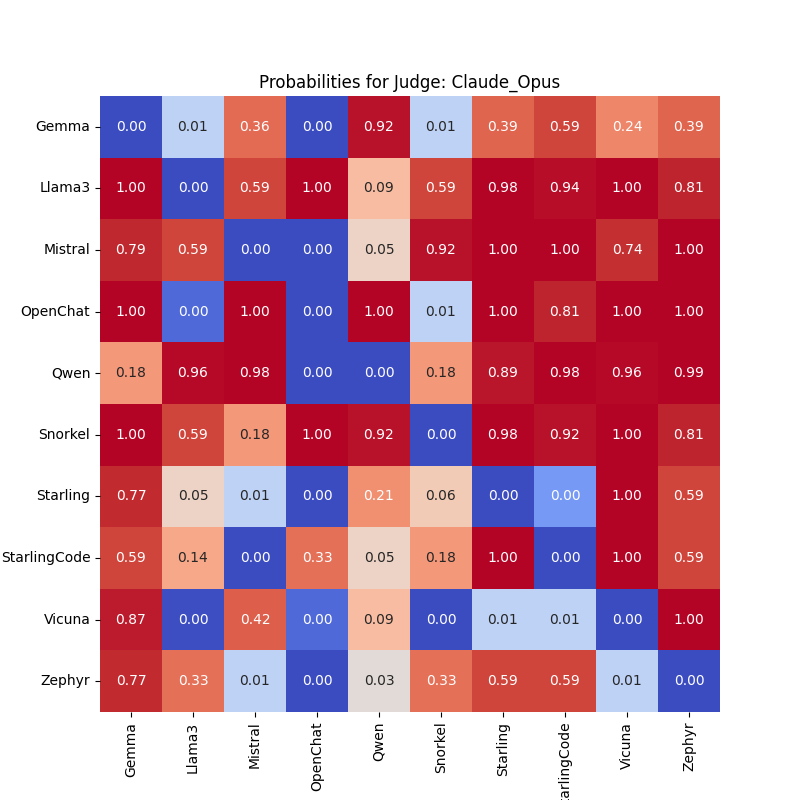 Probabilities for Judge: Claude_Opus
Gemma 0.00 0.01 0.36 0.00 0.92 0.01 0.39 0.59 0.24 0.39
Llama3 1.00 0.00 0.59 1.00 0.09 0.59 0.98 0.94 1.00 0.81
Mistral 0.79 0.59 0.00 0.00 0.05 0.92 1.00 1.00 0.74 1.00
OpenChat 1.00 0.00 1.00 0.00 1.00 0.01 1.00 0.81 1.00 1.00
Qwen 0.18 0.96 0.98 0.00 0.00 0.18 0.89 0.98 0.96 0.99
Snorkel 1.00 0.59 0.18 1.00 0.92 0.00 0.98 0.92 1.00 0.81
Starling 0.77 0.05 0.01 0.00 0.21 0.06 0.00 0.00 1.00 0.59
StarlingCode 0.59 0.14 0.00 0.33 0.05 0.18 1.00 0.00 1.00 0.59
Vicuna 0.87 0.00 0.42 0.00 0.09 0.00 0.01 0.01 0.00 1.00
Zephyr 0.77 0.33 0.01 0.00 0.03 0.33 0.59 0.59 0.01 0.00
Gemma Llama3 Mistral OpenChat Qwen Snorkel Starling arlingCode Vicuna Zephyr